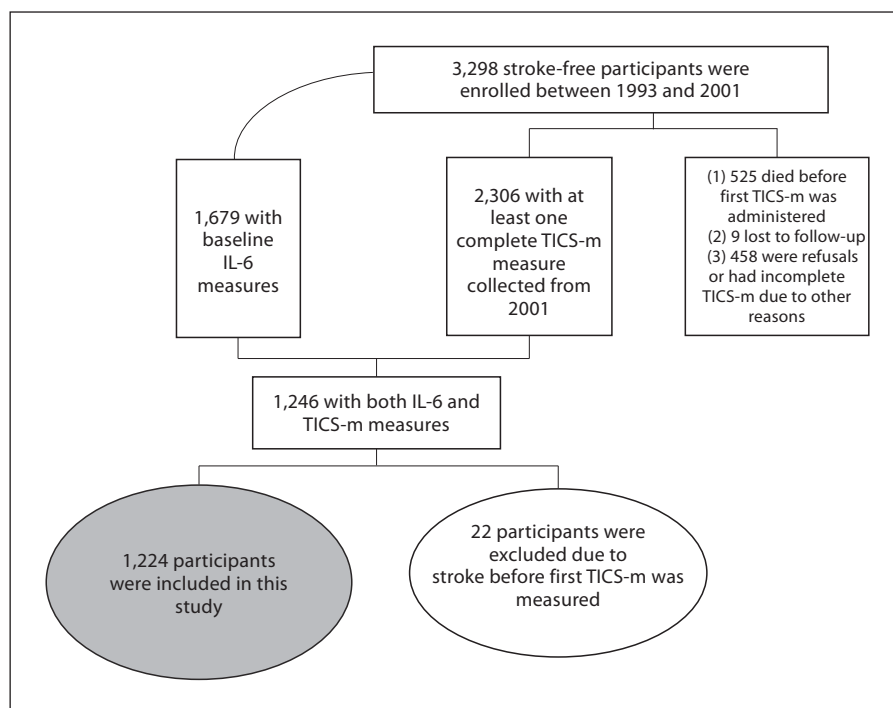 3,298 stroke-free participants were
enrolled between 1993 and 2001
1,679 with
baseline
IL-6
measures
2,306 with at
least one
complete TICS-m
measure
collected from
2001
(1) 525 died before
first TICS-m was
administered
(2) 9 lost to follow-up
(3) 458 were refusals
or had incomplete
TICS-m due to other
reasons
1,246 with both IL-6 and
TICS-m measures
1,224 participants
were included in this
study
22 participants were
excluded due to
stroke before first TICS-m was
measured